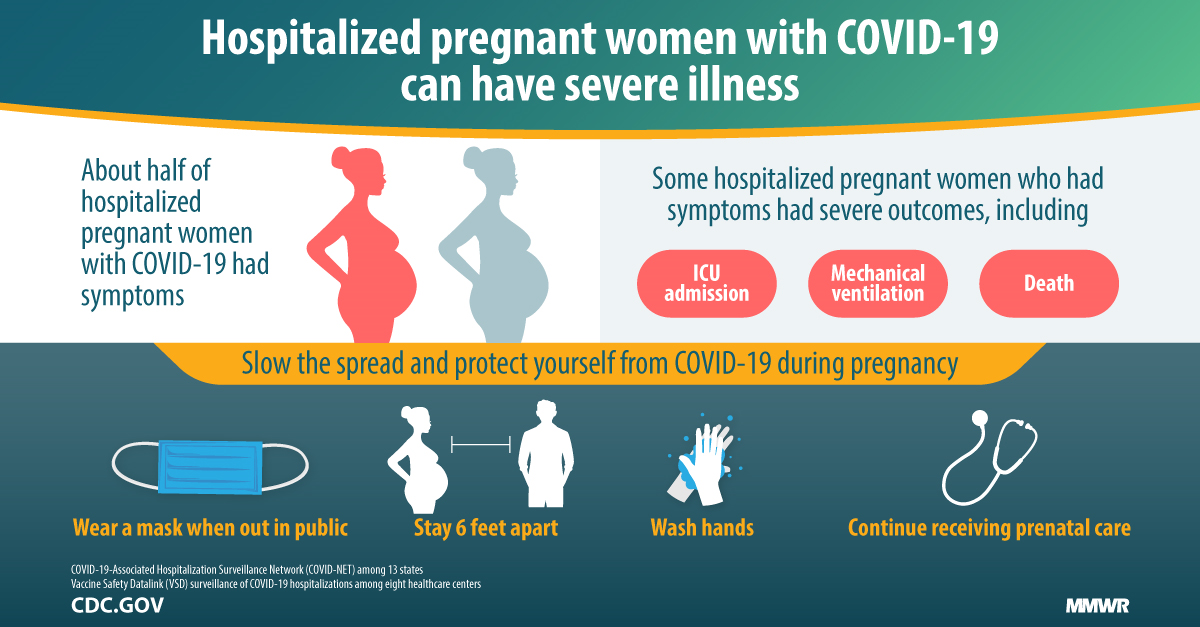 Hospitalized pregnant women with COVID-19
can have severe illness
About half of
hospitalized
pregnant women
with COVID-19 had
symptoms
Some hospitalized pregnant women who had
symptoms had severe outcomes, including
ICU
admission
Mechanical
ventilation
Death
Slow the spread and protect yourself from COVID-19 during pregnancy
Wear a mask when out in public
Stay 6 feet apart
Wash hands
Continue receiving prenatal care
COVID-19-Associated Hospitalization Surveillance Network (COVID-NET) among 13 states
Vaccine Safety Datalink (VSD) surveillance of COVID-19 hospitalizations among eight healthcare centers
CDC.GOV
MMWR